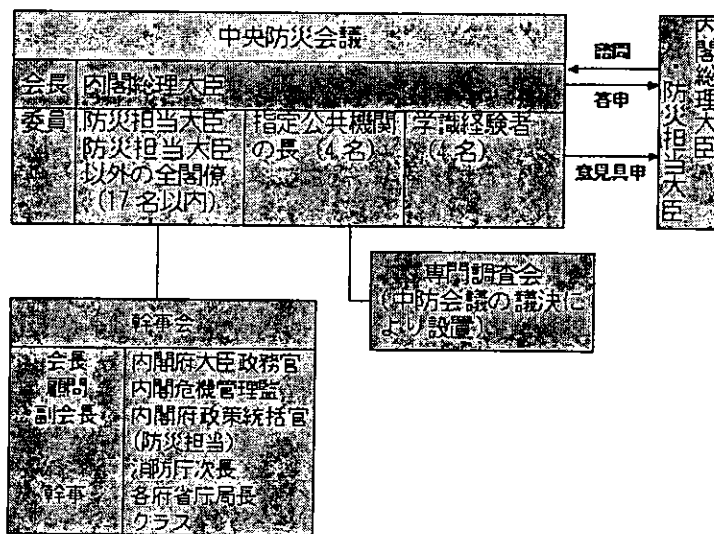 中央防災会議
会長 内閣総理大臣
委員 防災担当大臣
防災担当大臣
以外の全閣僚
(17名以内)
指定公共機関
の長 (4名)
学識経験者
(4名)
諮問
答申
意見具申
内閣総理大臣
防災担当大臣
専門調査会
(中防会議の議決に
より設置)
幹事会
会長 内閣府大臣政務官
顧問 内閣危機管理監
副会長 内閣府政策統括官
(防災担当)
消防庁次長
幹事 各府省庁局長
クラス